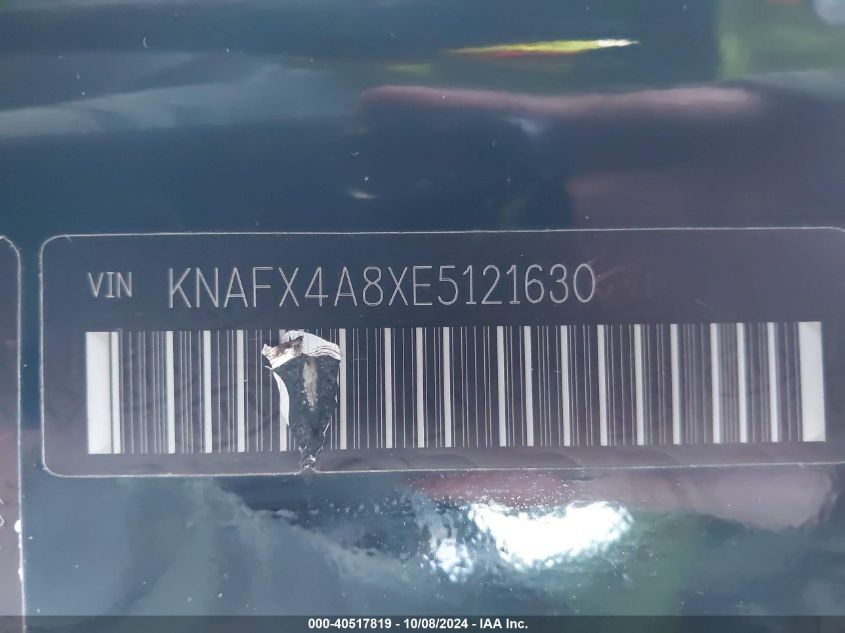 VIN KNAFX4A8XE5121630
000-40517819 - 10/08/2024 - IAA Inc.